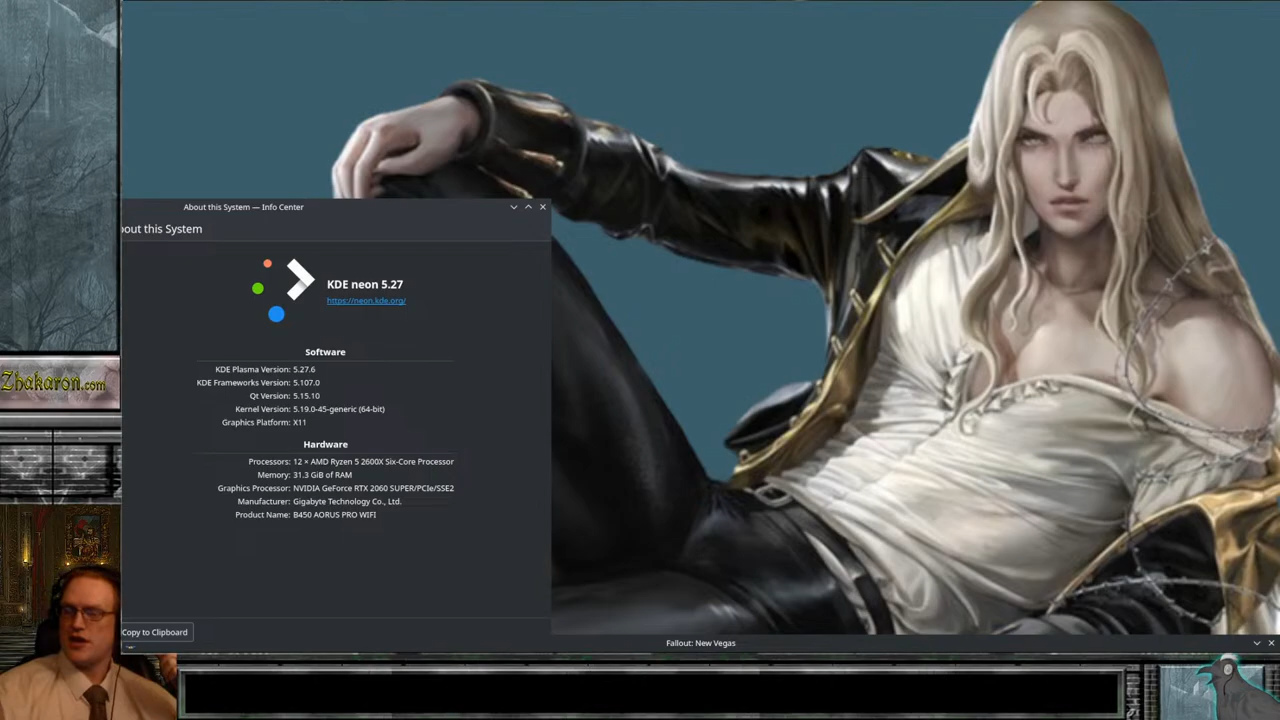 About this System — Info Center
out this System
KDE neon 5.27
https://neon.kde.org/
Software
KDE Plasma Version: 5.27.6
KDE Frameworks Version: 5.107.0
Qt Version: 5.15.10
Kernel Version: 5.19.0-45-generic (64-bit)
Graphics Platform: X11
Hardware
Processors: 12 × AMD Ryzen 5 2600X Six-Core Processor
Memory: 31.3 GiB of RAM
Graphics Processor: NVIDIA GeForce RTX 2060 SUPER/PCIe/SSE2
Manufacturer: Gigabyte Technology Co., Ltd.
Product Name: B450 AORUS PRO WIFI
Copy to Clipboard
Zhakaron.com
Fallout: New Vegas